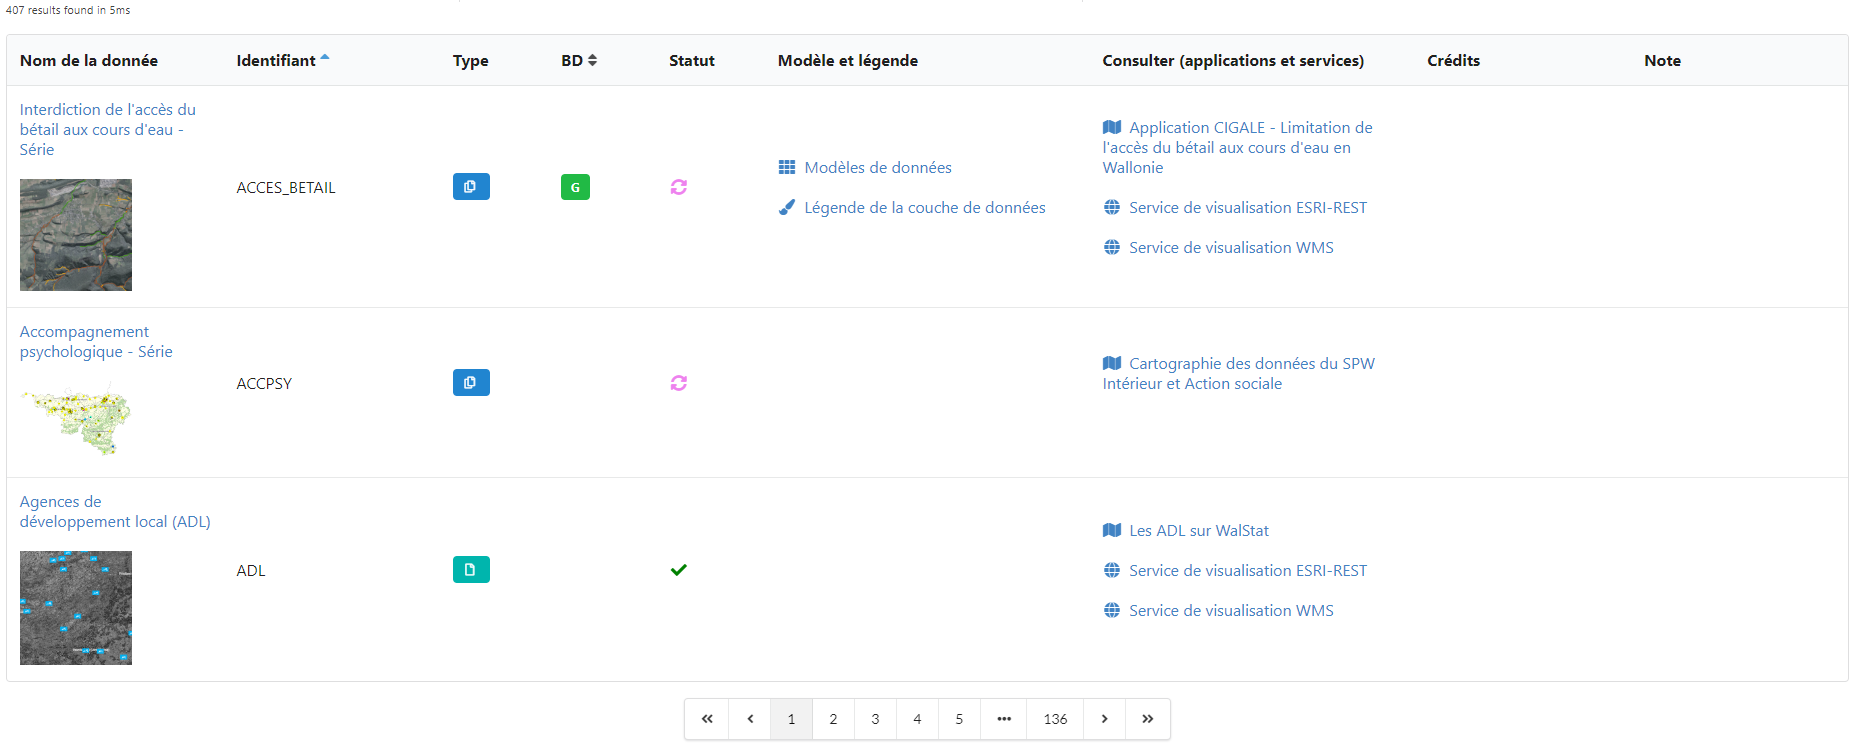 407 results found in 5ms
Nom de la donnée Identifiant Type BD Statut Modèle et légende Consulter (applications et services) Crédits Note
Interdiction de l'accès du
bétail aux cours d'eau -
Série
ACCES_BETAIL
G
Modèles de données
Légende de la couche de données
Application CIGALE - Limitation de
l'accès du bétail aux cours d'eau en
Wallonie
Service de visualisation ESRI-REST
Service de visualisation WMS
Accompagnement
psychologique - Série
ACCPSY
Cartographie des données du SPW
Intérieur et Action sociale
Agences de
développement local (ADL)
ADL
Les ADL sur WalStat
Service de visualisation ESRI-REST
Service de visualisation WMS
« ‹ 1 2 3 4 5 ••• 136 › »